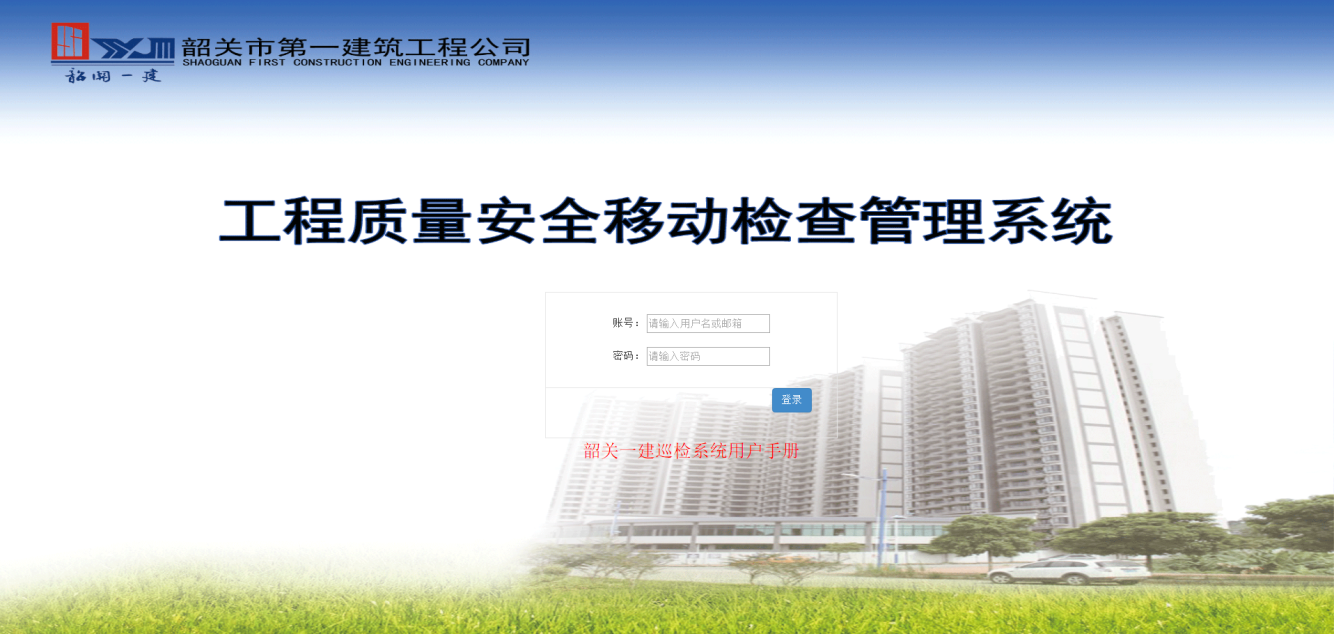 韶关市第一建筑工程公司
SHAOGUAN FIRST CONSTRUCTION ENGINEERING COMPANY
韶关一建
工程质量安全移动检查管理系统
账号： 请输入用户名或邮箱
密码： 请输入密码
登录
韶关一建巡检系统用户手册